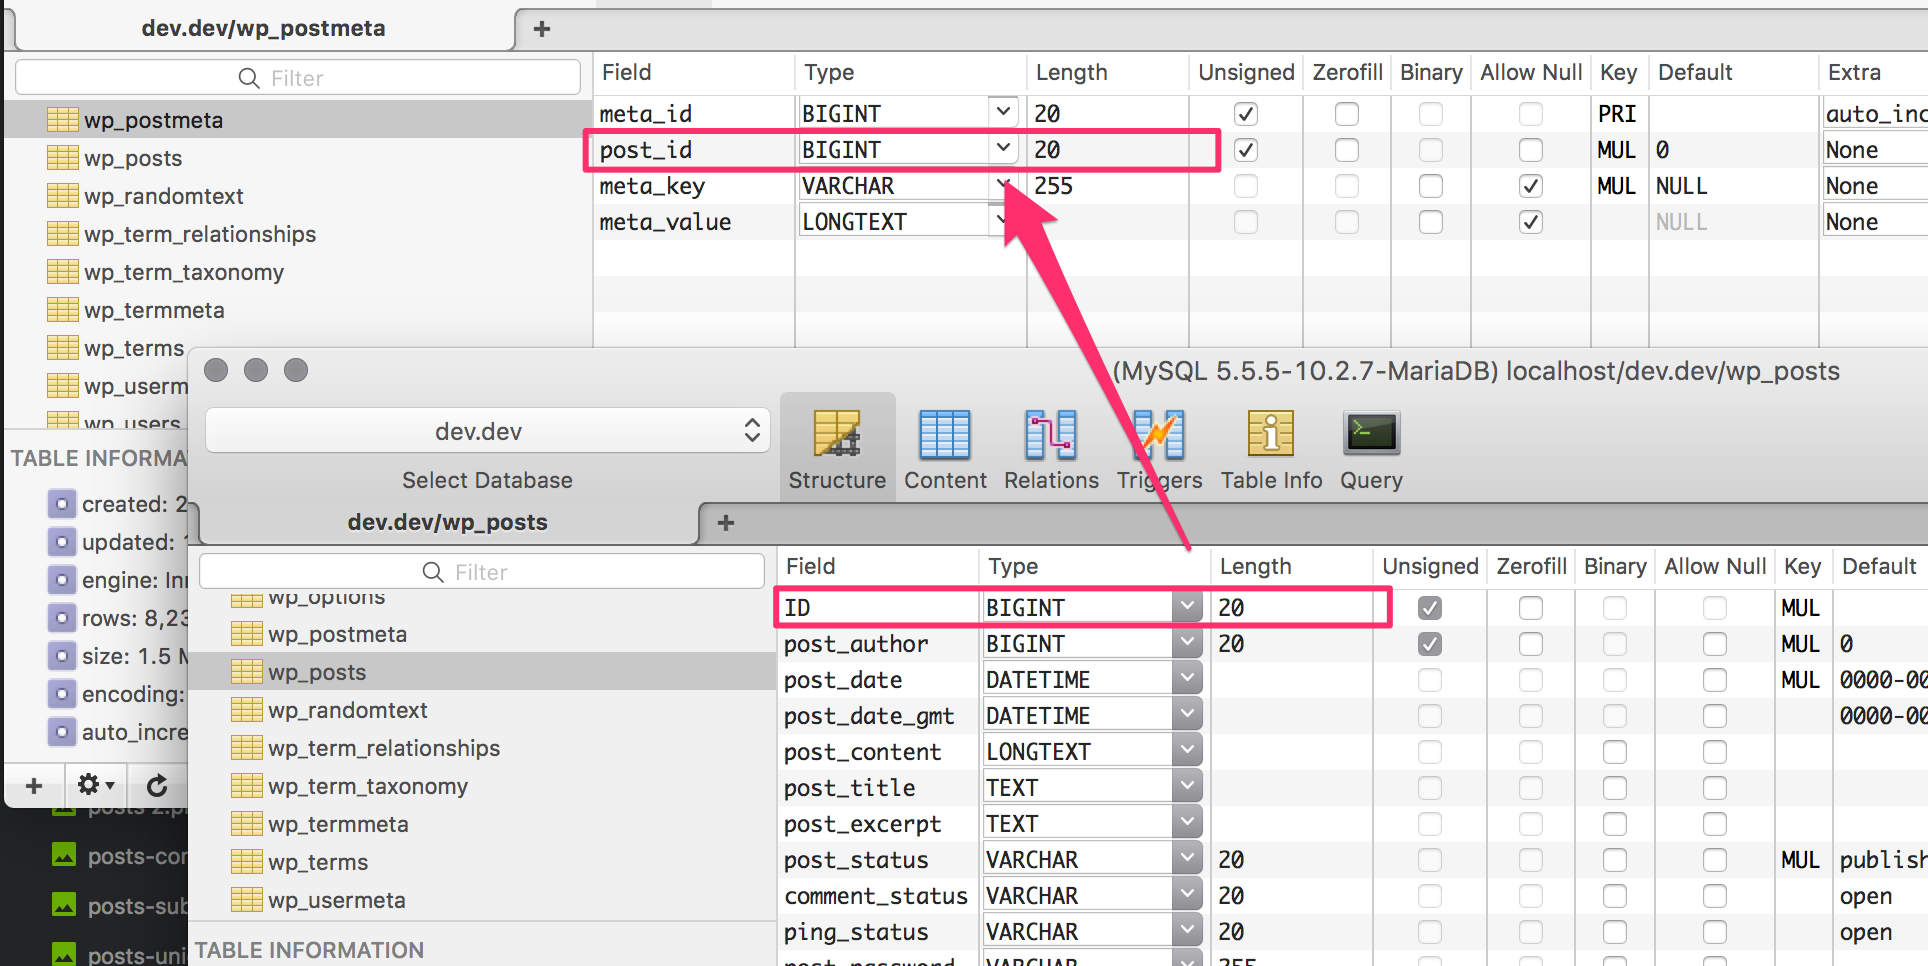 dev.dev/wp_postmeta +
Filter
wp_postmeta
wp_posts
wp_randomtext
wp_term_relationships
wp_term_taxonomy
wp_termmeta
wp_terms
wp_userm
wp_users
TABLE INFORMA
created: 2
updated: 1
engine: Inn
rows: 8,23
size: 1.5 M
encoding:
auto_incre
Field Type Length Unsigned Zerofill Binary Allow Null Key Default Extra
meta_id BIGINT 20 PRI auto_inc
post_id BIGINT 20 MUL 0 None
meta_key VARCHAR 255 MUL NULL None
meta_value LONGTEXT NULL None
(MySQL 5.5.5-10.2.7-MariaDB) localhost/dev.dev/wp_posts
dev.dev
Select Database
Structure Content Relations Triggers Table Info Query
dev.dev/wp_posts +
Filter
wp_options
wp_postmeta
wp_posts
wp_randomtext
wp_term_relationships
wp_term_taxonomy
wp_termmeta
wp_terms
wp_usermeta
TABLE INFORMATION
Field Type Length Unsigned Zerofill Binary Allow Null Key Default
ID BIGINT 20 MUL
post_author BIGINT 20 MUL 0
post_date DATETIME MUL 0000-00
post_date_gmt DATETIME 0000-00
post_content LONGTEXT
post_title TEXT
post_excerpt TEXT
post_status VARCHAR 20 MUL publish
comment_status VARCHAR 20 open
ping_status VARCHAR 20 open
post_password VARCHAR 255
posts-2.p
posts-cor
posts-sub
posts-uni